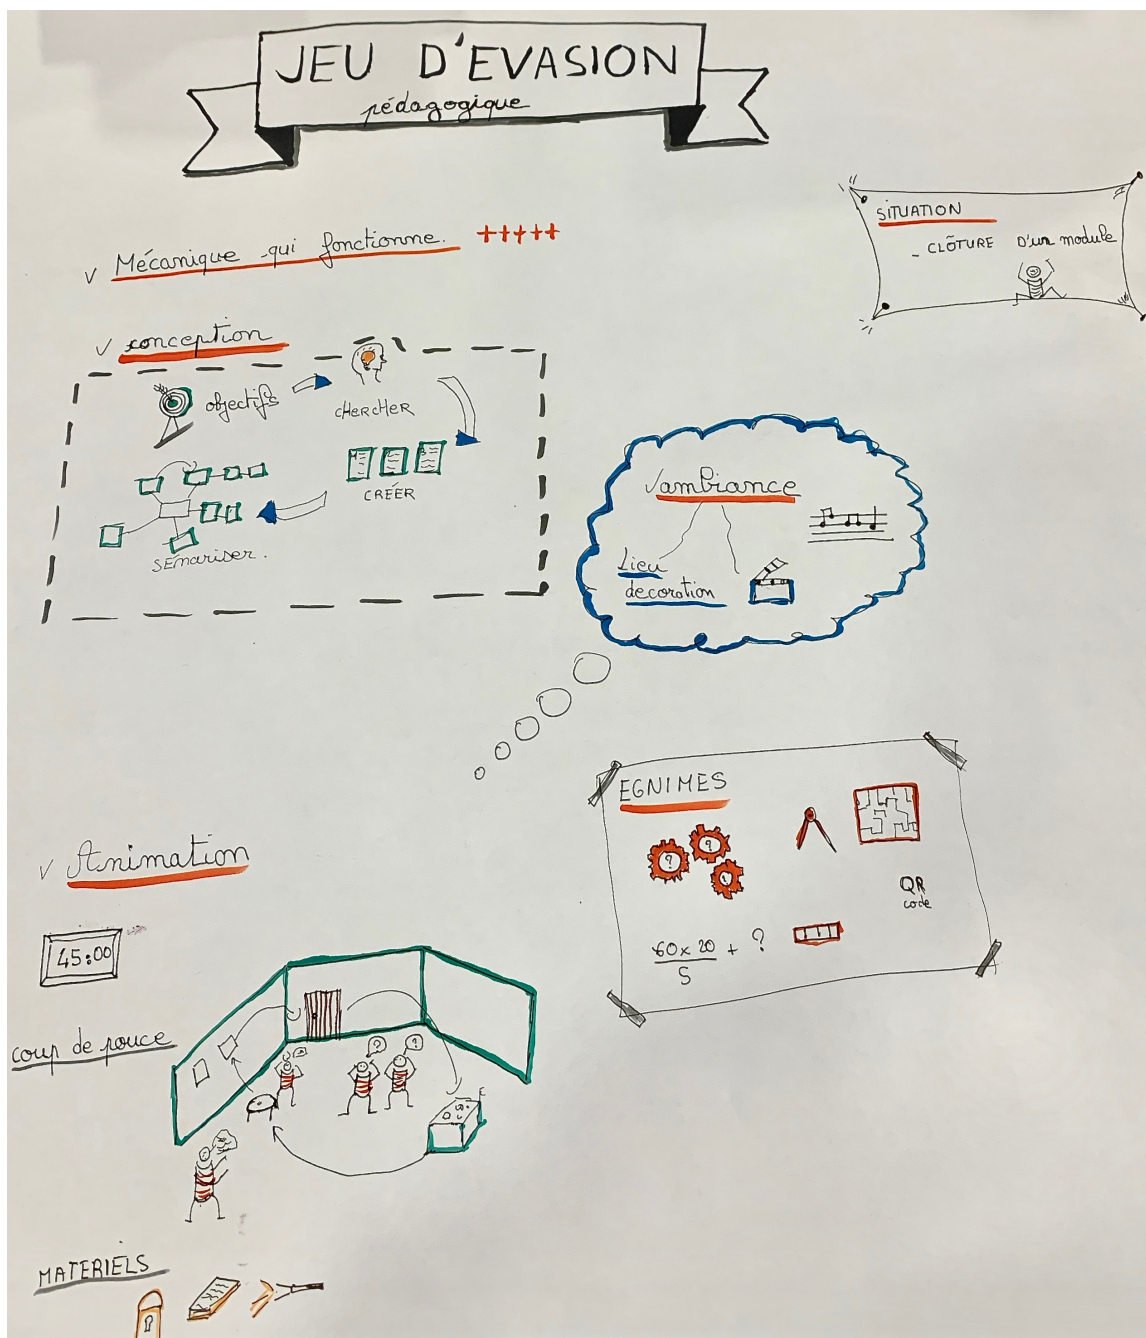 JEU D'EVASION
pédagogique
SITUATION
- CLÔTURE D'un module
✓ Mécanique qui fonctionne. +++++
✓ conception
objectifs
CHERCHER
CRÉER
SEMARISER.
✓ ambiance
Lieu
decoration
EGNIMES
? ? ?
QR
code
60 x 20 + ?
5
✓ Animation
45:00
coup de pouce
? ?
MATERIELS